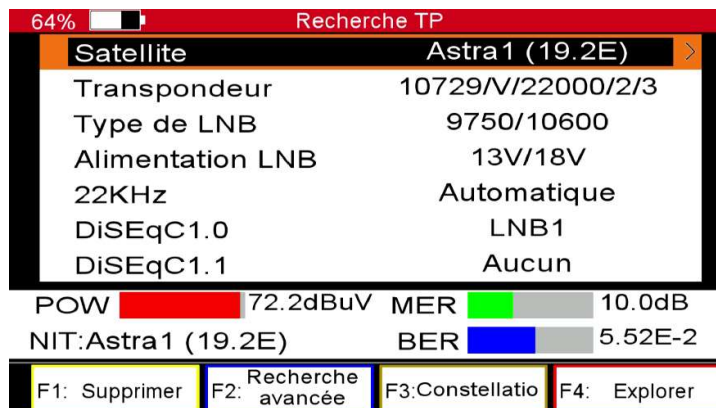 64% Recherche TP
Satellite Astra1 (19.2E) >
Transpondeur 10729/V/22000/2/3
Type de LNB 9750/10600
Alimentation LNB 13V/18V
22KHz Automatique
DiSEqC1.0 LNB1
DiSEqC1.1 Aucun
POW 72.2dBuV MER 10.0dB
NIT:Astra1 (19.2E) BER 5.52E-2
F1: Supprimer F2: Recherche avancée F3:Constellatio F4: Explorer